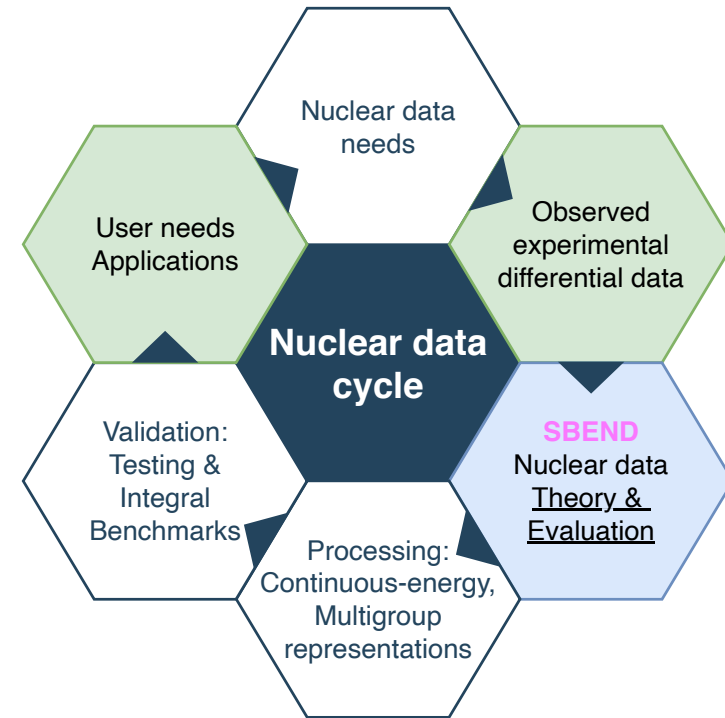 Nuclear data
needs
Observed
experimental
differential data
SBEND
Nuclear data
Theory &
Evaluation
Processing:
Continuous-energy,
Multigroup
representations
Validation:
Testing &
Integral
Benchmarks
User needs
Applications
Nuclear data
cycle